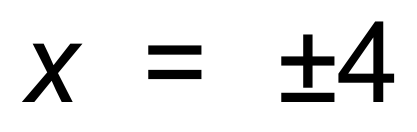 x = ±4